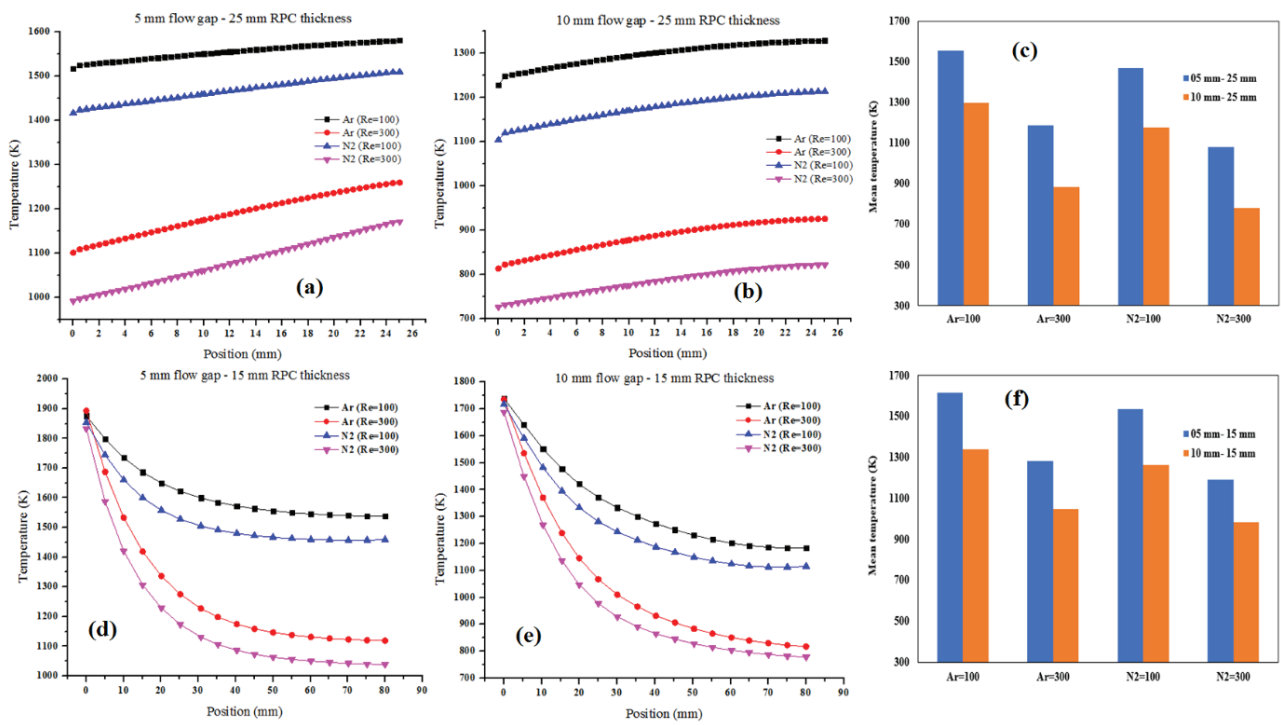 5 mm flow gap - 25 mm RPC thickness
1600
1500
1400
1300
1200
1100
1000
Temperature (K)
Ar (Re=100)
Ar (Re=300)
N2 (Re=100)
N2 (Re=300)
(a)
0 2 4 6 8 10 12 14 16 18 20 22 24 26
Position (mm)
10 mm flow gap - 25 mm RPC thickness
1300
1200
1100
1000
900
800
700
Temperature (K)
Ar (Re=100)
Ar (Re=300)
N2 (Re=100)
N2 (Re=300)
(b)
0 2 4 6 8 10 12 14 16 18 20 22 24 26
Position (mm)
1700
1500
1300
1100
900
700
500
300
Mean temperature (K)
(c)
05 mm- 25 mm
10 mm- 25 mm
Ar=100 Ar=300 N2=100 N2=300
5 mm flow gap - 15 mm RPC thickness
2000
1900
1800
1700
1600
1500
1400
1300
1200
1100
1000
Temperature (K)
Ar (Re=100)
Ar (Re=300)
N2 (Re=100)
N2 (Re=300)
(d)
0 10 20 30 40 50 60 70 80 90
Position (mm)
10 mm flow gap - 15 mm RPC thickness
1800
1700
1600
1500
1400
1300
1200
1100
1000
900
800
700
Temperature (K)
Ar (Re=100)
Ar (Re=300)
N2 (Re=100)
N2 (Re=300)
(e)
0 10 20 30 40 50 60 70 80 90
Position (mm)
1700
1500
1300
1100
900
700
500
300
Mean temperature (K)
(f)
05 mm- 15 mm
10 mm- 15 mm
Ar=100 Ar=300 N2=100 N2=300